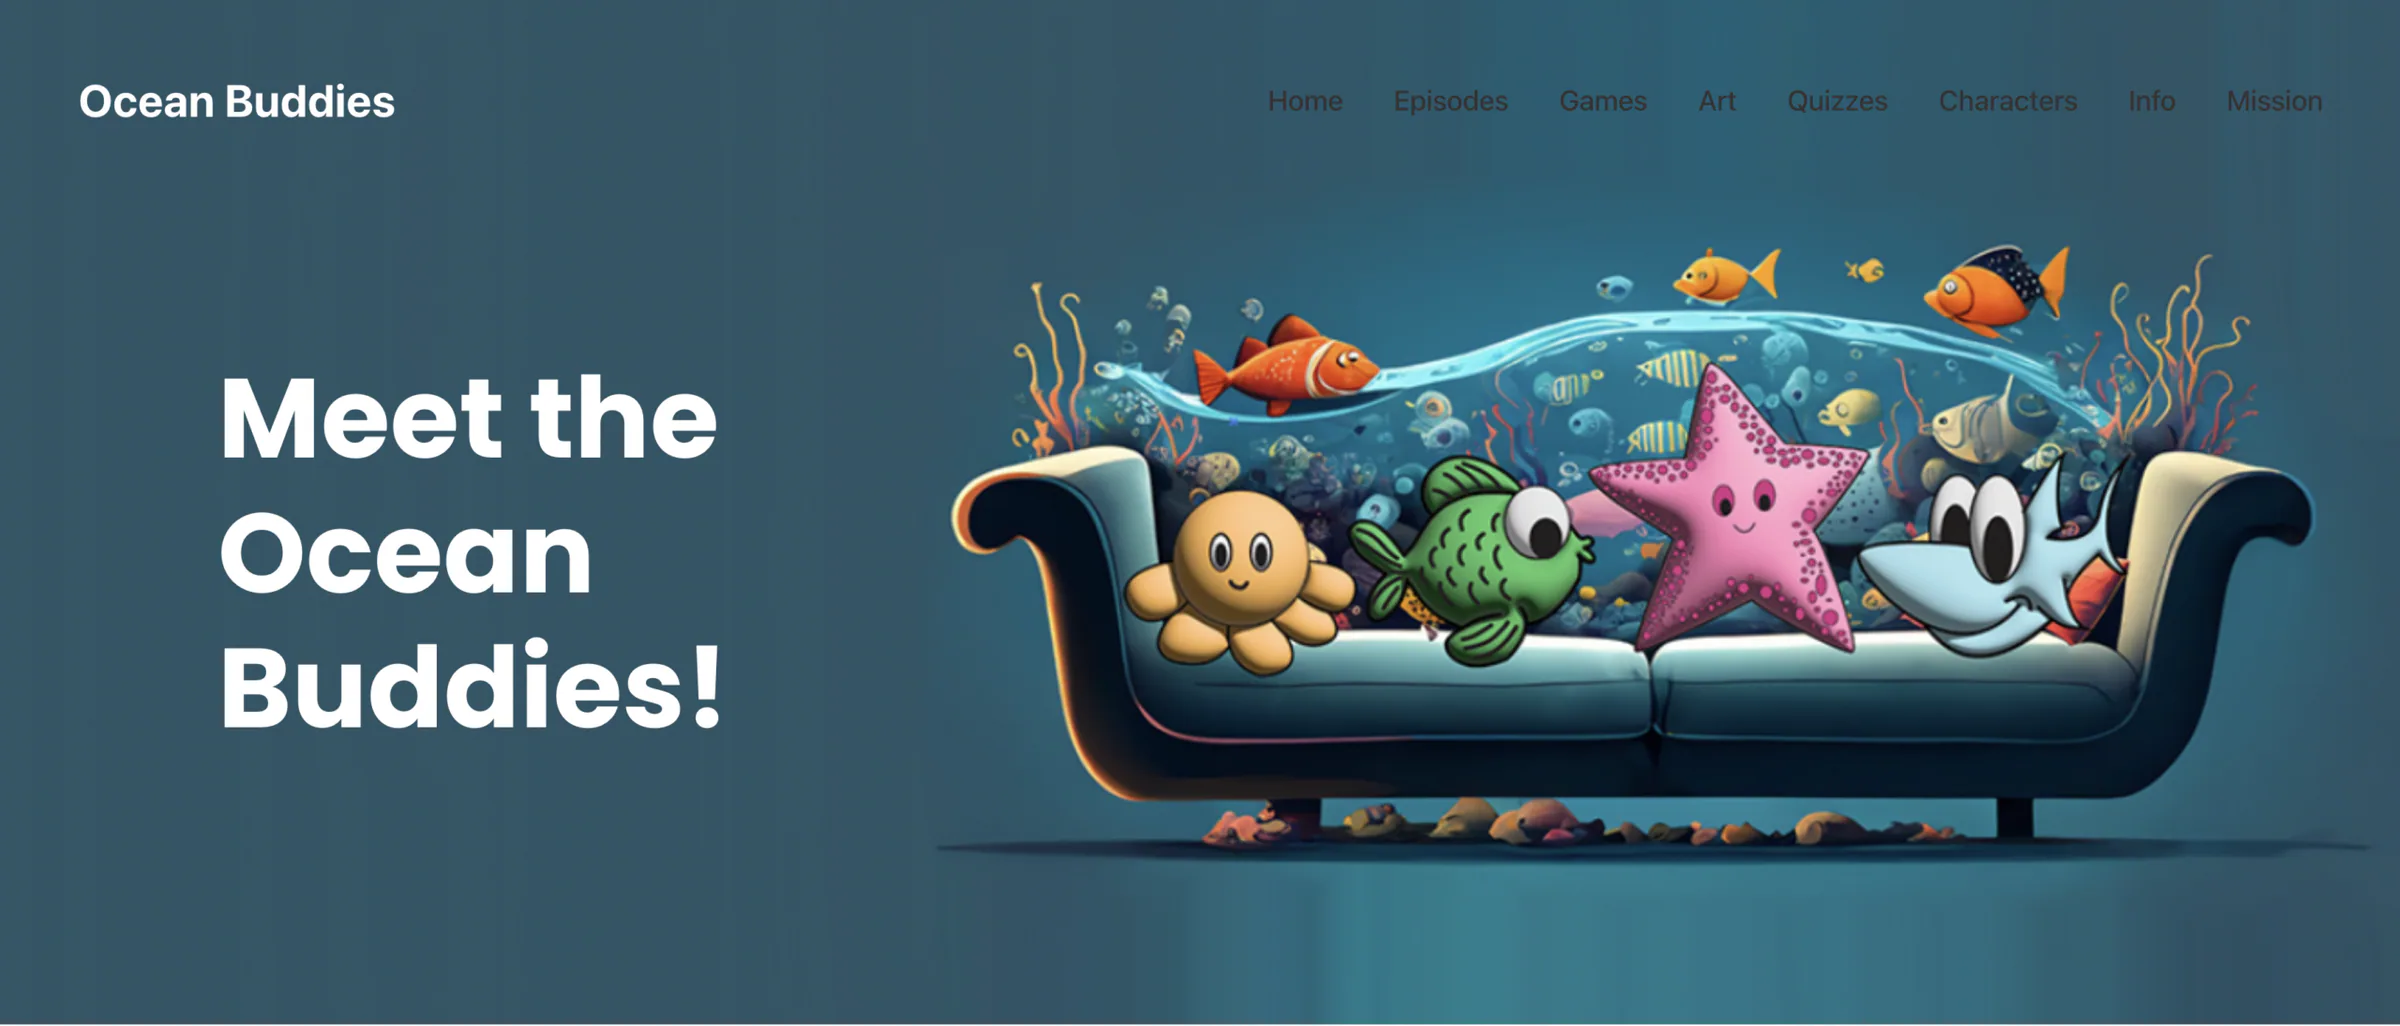 Ocean Buddies
Home Episodes Games Art Quizzes Characters Info Mission
Meet the
Ocean
Buddies!